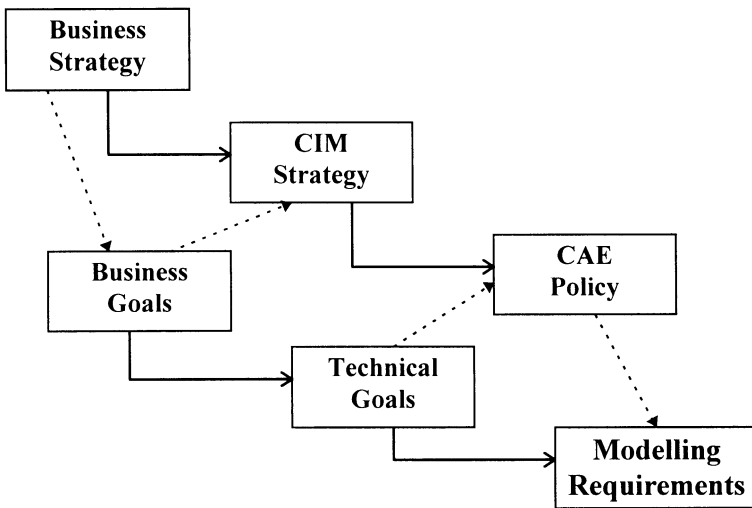 Business
Strategy
CIM
Strategy
Business
Goals
CAE
Policy
Technical
Goals
Modelling
Requirements